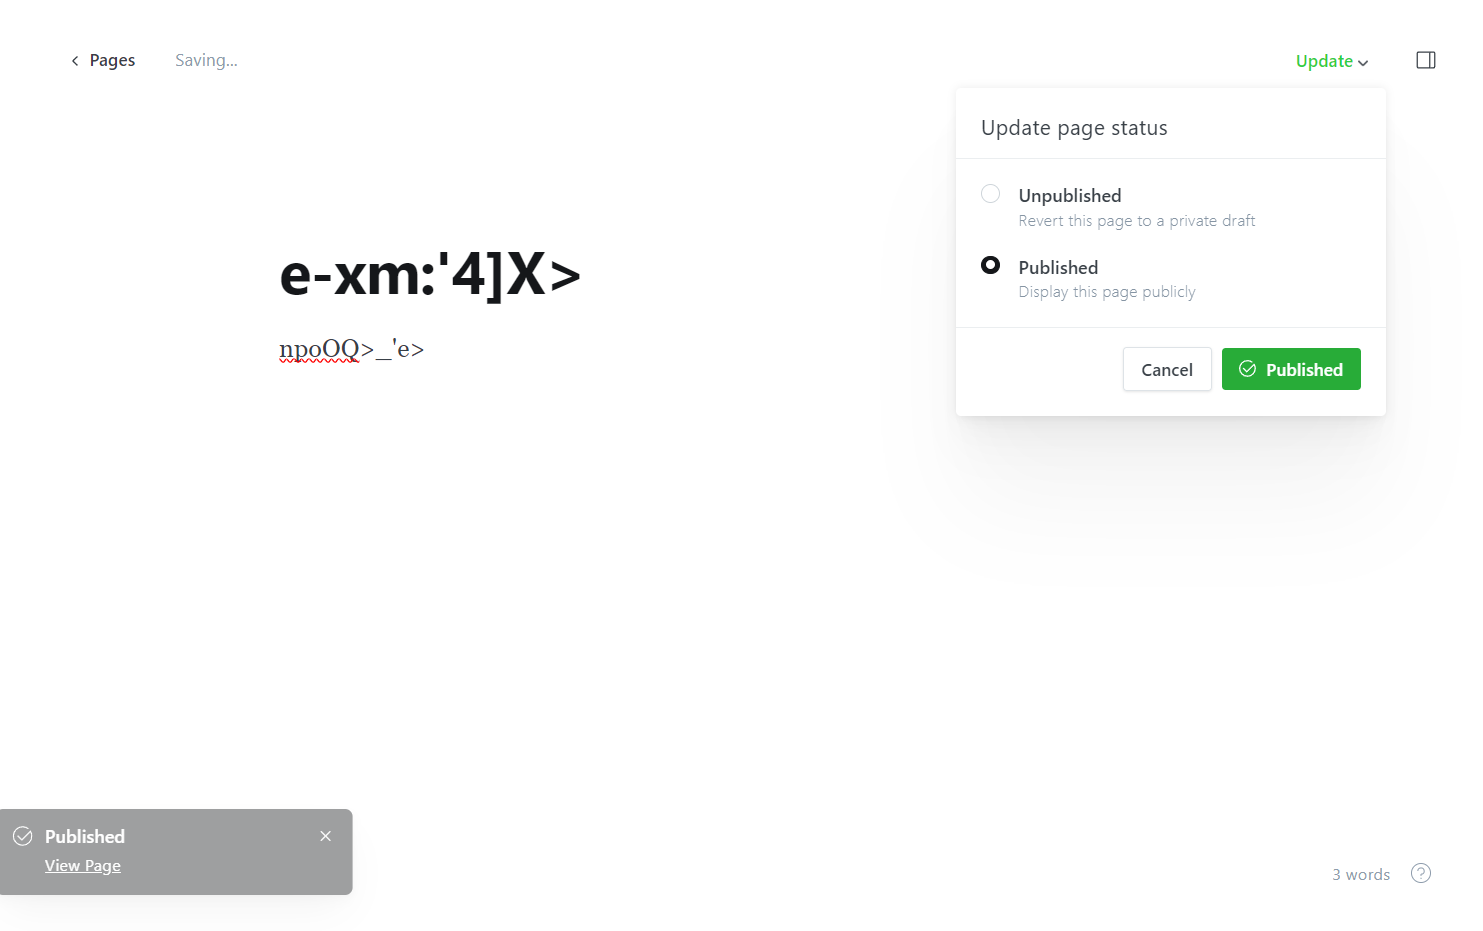 Pages
Saving...
Update
Update page status
Unpublished
Revert this page to a private draft
Published
Display this page publicly
Cancel
Published
e-xm:'4]X>
npoOQ>_'e>
Published
View Page
3 words
?